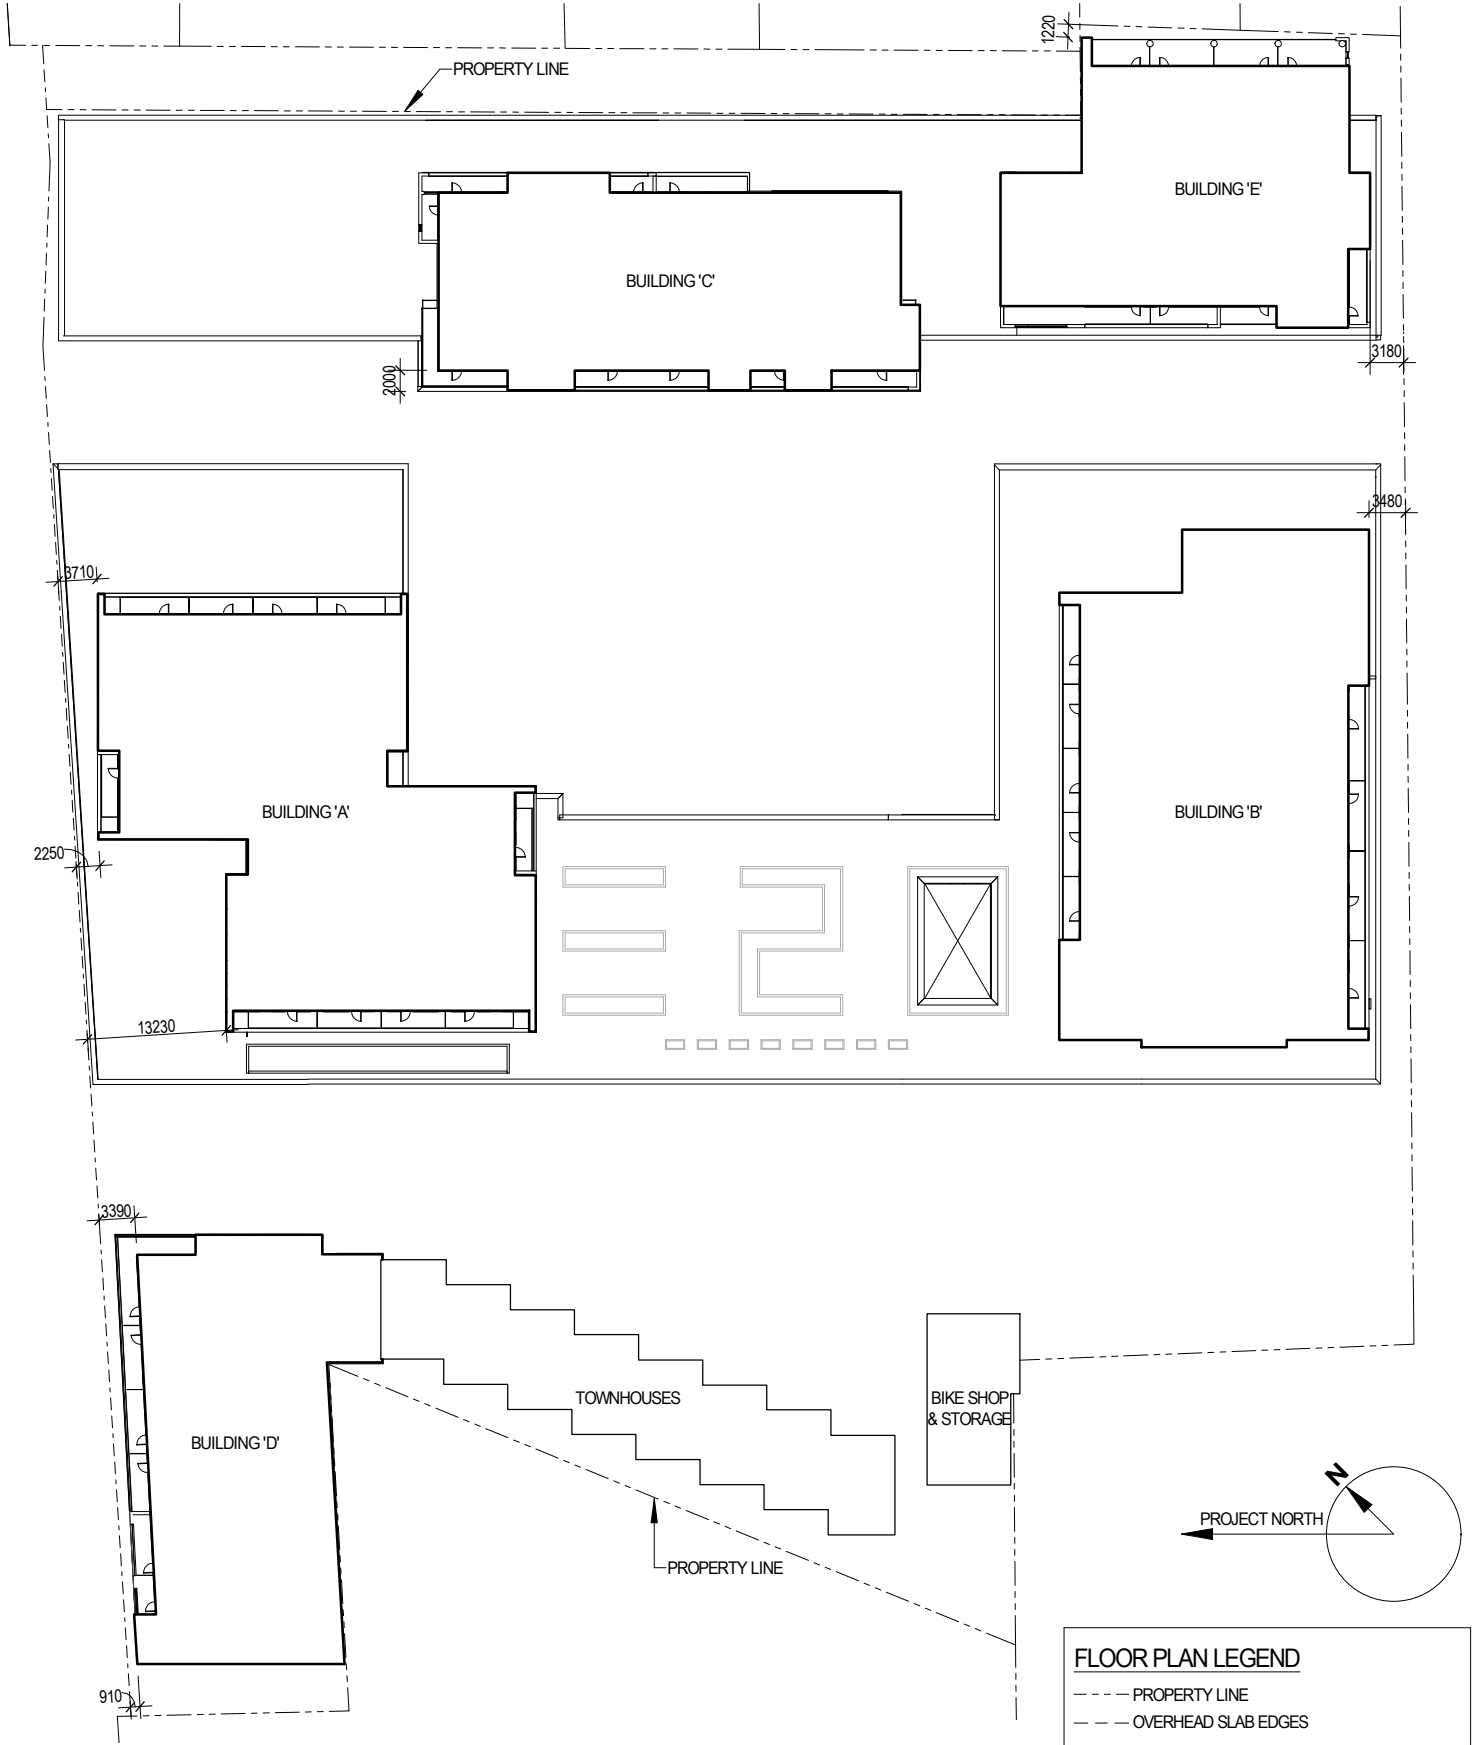 1220
PROPERTY LINE
BUILDING 'E'
BUILDING 'C'
3180
2000
3480
3710
BUILDING 'A'
BUILDING 'B'
2250
13230
3390
TOWNHOUSES
BIKE SHOP
& STORAGE
BUILDING 'D'
N
PROJECT NORTH
PROPERTY LINE
910
FLOOR PLAN LEGEND
PROPERTY LINE
OVERHEAD SLAB EDGES